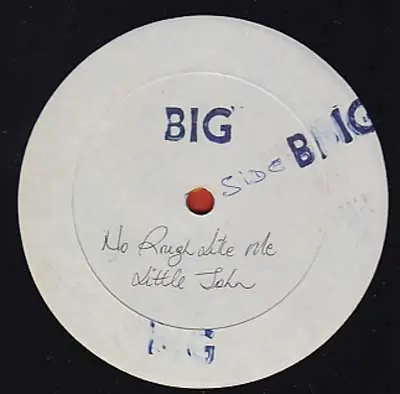 BIG
SIDE BIG
No Rough Like Me
Little John